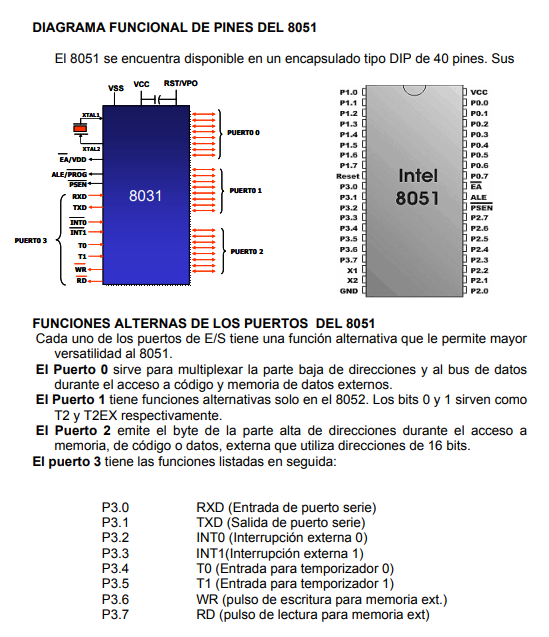 DIAGRAMA FUNCIONAL DE PINES DEL 8051
El 8051 se encuentra disponible en un encapsulado tipo DIP de 40 pines. Sus
VSS VCC RST/VPO
XTAL1
XTAL2
EA/VDD
ALE/PROG
PSEN
RXD
TXD
INT0
INT1
T0
T1
WR
RD
PUERTO 3
8031
PUERTO 0
PUERTO 1
PUERTO 2
P1.0 VCC
P1.1 P0.0
P1.2 P0.1
P1.3 P0.2
P1.4 P0.3
P1.5 P0.4
P1.6 P0.5
P1.7 P0.6
Reset P0.7
P3.0 EA
P3.1 ALE
P3.2 PSEN
P3.3 P2.7
P3.4 P2.6
P3.5 P2.5
P3.6 P2.4
P3.7 P2.3
X1 P2.2
X2 P2.1
GND P2.0
Intel
8051
FUNCIONES ALTERNAS DE LOS PUERTOS DEL 8051
Cada uno de los puertos de E/S tiene una función alternativa que le permite mayor
versatilidad al 8051.
El Puerto 0 sirve para multiplexar la parte baja de direcciones y al bus de datos
durante el acceso a código y memoria de datos externos.
El Puerto 1 tiene funciones alternativas solo en el 8052. Los bits 0 y 1 sirven como
T2 y T2EX respectivamente.
El Puerto 2 emite el byte de la parte alta de direcciones durante el acceso a
memoria, de código o datos, externa que utiliza direcciones de 16 bits.
El puerto 3 tiene las funciones listadas en seguida:
P3.0 RXD (Entrada de puerto serie)
P3.1 TXD (Salida de puerto serie)
P3.2 INT0 (Interrupción externa 0)
P3.3 INT1(Interrupción externa 1)
P3.4 T0 (Entrada para temporizador 0)
P3.5 T1 (Entrada para temporizador 1)
P3.6 WR (pulso de escritura para memoria ext.)
P3.7 RD (pulso de lectura para memoria ext)